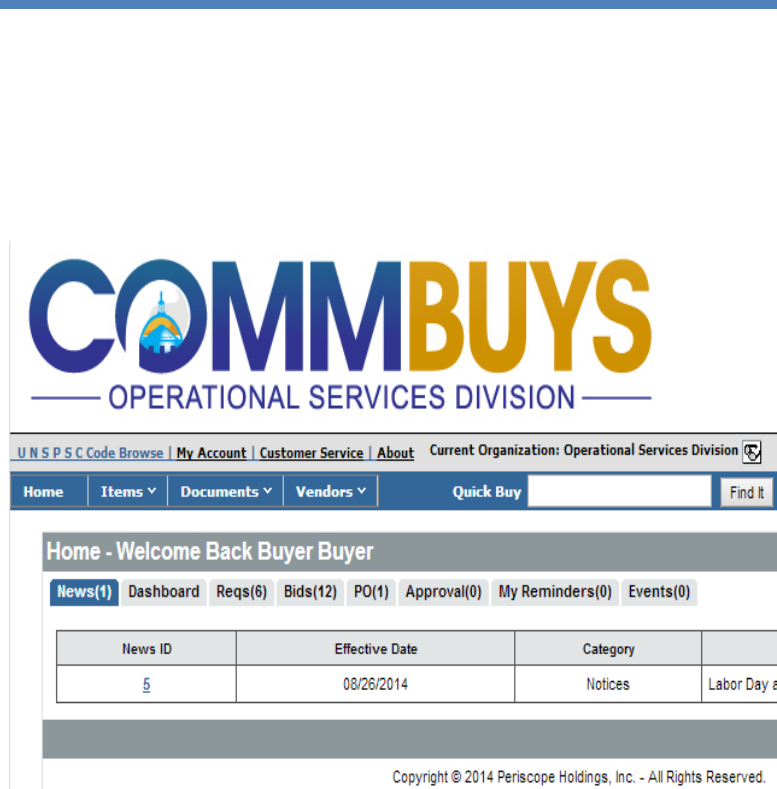 COMMBUYS
OPERATIONAL SERVICES DIVISION
U N S P S C Code Browse | My Account | Customer Service | About Current Organization: Operational Services Division
Home Items Documents Vendors Quick Buy Find It
Home - Welcome Back Buyer Buyer
News(1) Dashboard Reqs(6) Bids(12) PO(1) Approval(0) My Reminders(0) Events(0)
News ID Effective Date Category
5 08/26/2014 Notices Labor Day a
Copyright © 2014 Periscope Holdings, Inc. - All Rights Reserved.